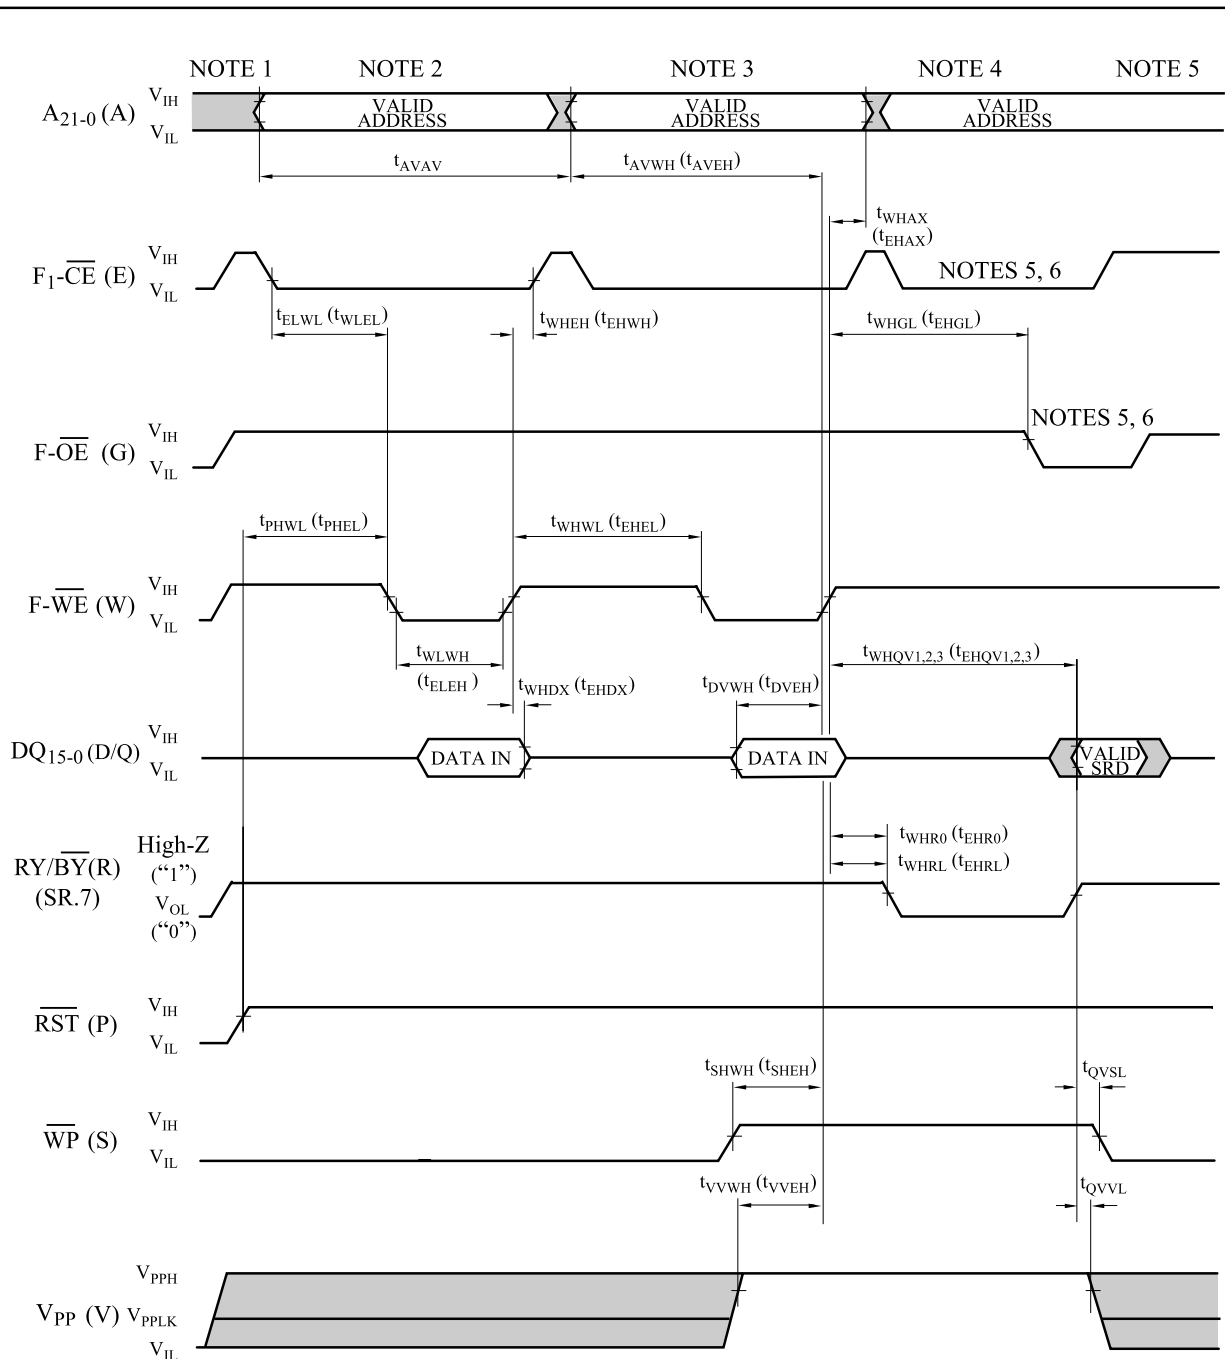 NOTE 1 NOTE 2 NOTE 3 NOTE 4 NOTE 5
A21-0 (A) VIH VIL VALID ADDRESS VALID ADDRESS VALID ADDRESS
tAVAV tAVWH (tAVEH)
tWHAX (tEHAX)
F1-CE (E) VIH VIL NOTES 5, 6
tELWL (tWLEL) tWHEH (tEHWH) tWHGL (tEHGL)
F-OE (G) VIH VIL NOTES 5, 6
tPHWL (tPHEL) tWHWL (tEHEL)
F-WE (W) VIH VIL
tWLWH (tELEH) tWHQV1,2,3 (tEHQV1,2,3)
tWHDX (tEHDX) tDVWH (tDVEH)
DQ15-0 (D/Q) VIH VIL DATA IN DATA IN VALID SRD
tWHR0 (tEHR0)
tWHRL (tEHRL)
RY/BY(R) (SR.7) High-Z (“1”) VOL (“0”)
RST (P) VIH VIL
tSHWH (tSHEH) tQVSL
WP (S) VIH VIL
tVVWH (tVVEH) tQVVL
VPP (V) VPPH VPPLK VIL